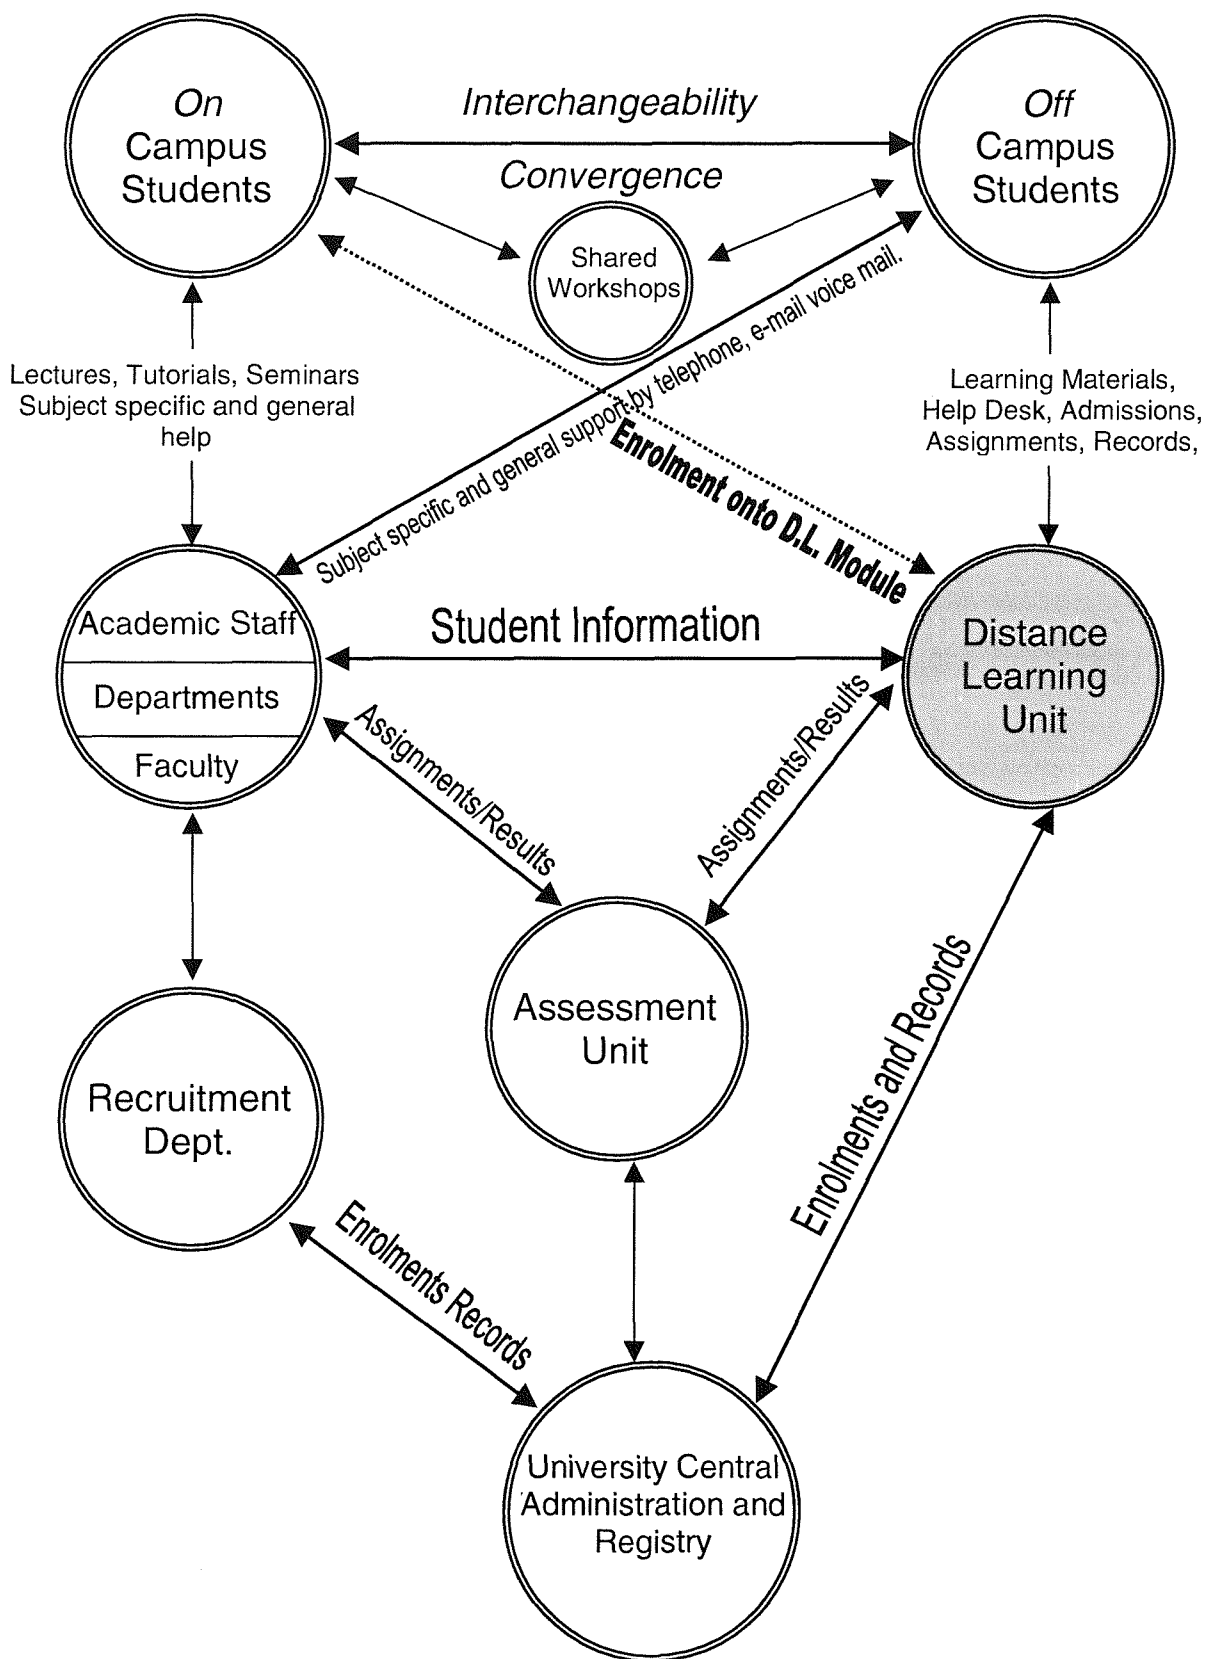 On
Campus
Students
Interchangeability
Convergence
Off
Campus
Students
Shared
Workshops
Lectures, Tutorials, Seminars
Subject specific and general
help
Subject specific and general support by telephone, e-mail voice mail.
Enrolment onto D.L. Module
Learning Materials,
Help Desk, Admissions,
Assignments, Records,
Academic Staff
Departments
Faculty
Student Information
Distance
Learning
Unit
Assignments/Results
Assignments/Results
Assessment
Unit
Recruitment
Dept.
Enrolments and Records
Enrolments Records
University Central
Administration and
Registry